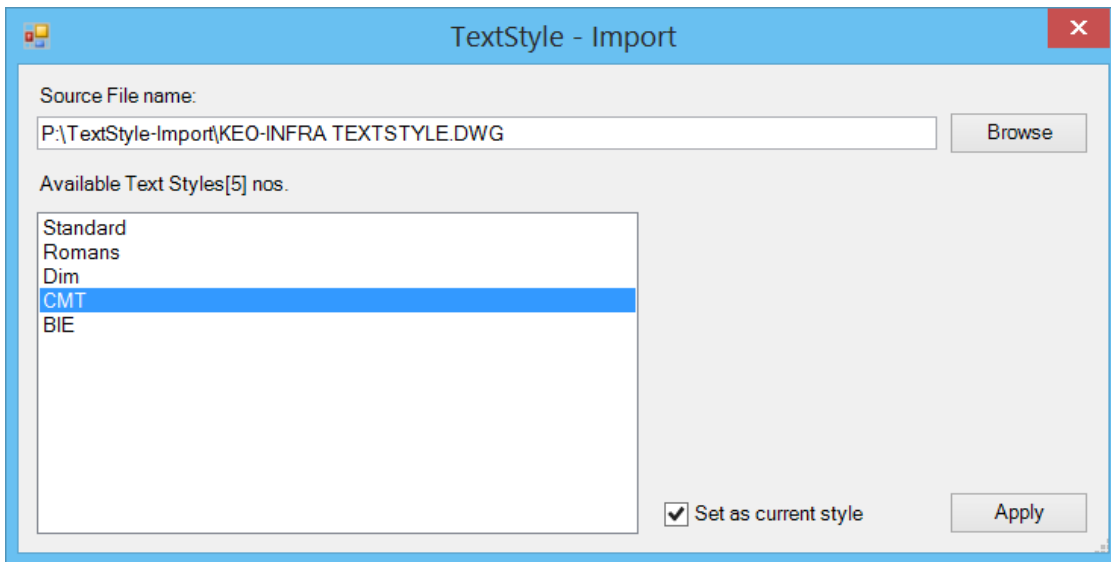 TextStyle - Import
Source File name:
P:\TextStyle-Import\KEO-INFRA TEXTSTYLE.DWG
Browse
Available Text Styles[5] nos.
Standard
Romans
Dim
CMT
BIE
Set as current style
Apply